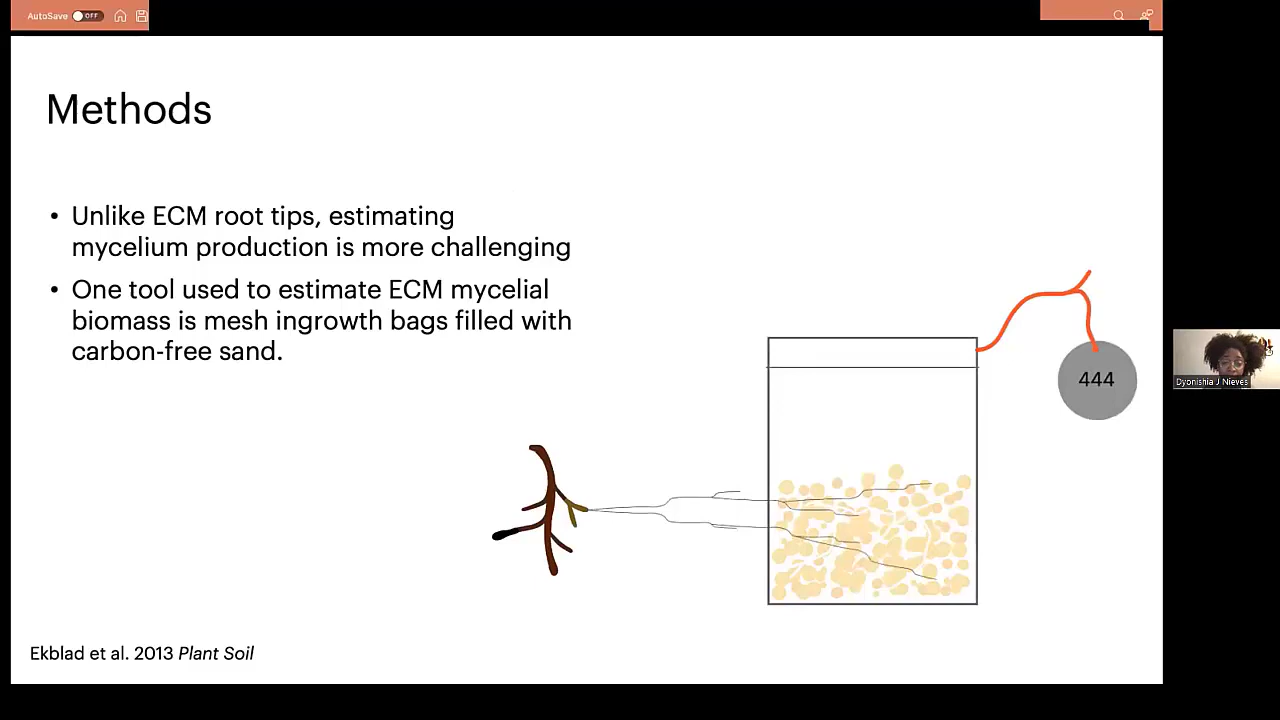 AutoSave OFF
Methods
• Unlike ECM root tips, estimating
mycelium production is more challenging
• One tool used to estimate ECM mycelial
biomass is mesh ingrowth bags filled with
carbon-free sand.
444
Dyonishia J Nieves
Ekblad et al. 2013 Plant Soil